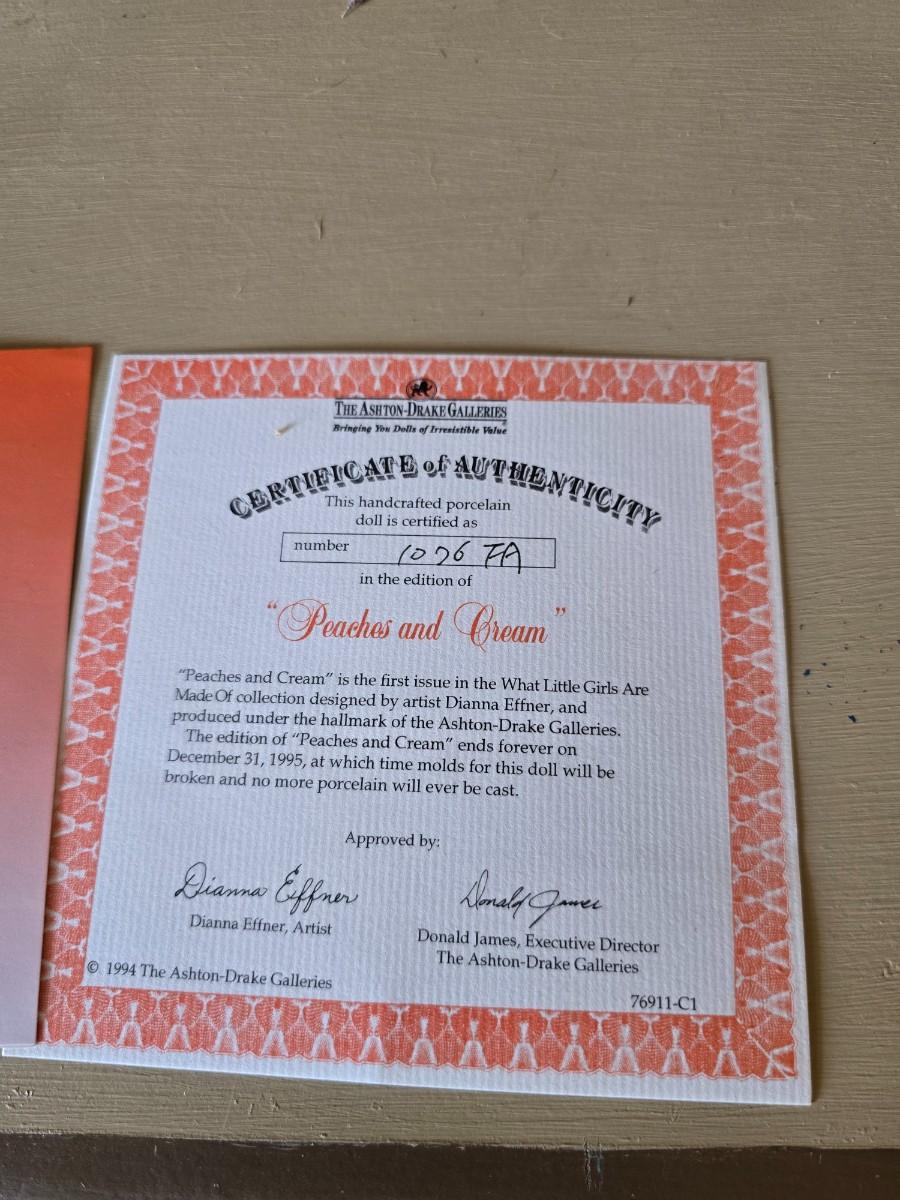 THE ASHTON-DRAKE GALLERIES
Bringing You Dolls of Irresistible Value
CERTIFICATE of AUTHENTICITY
This handcrafted porcelain
doll is certified as
number 1076 FA
in the edition of
“Peaches and Cream”
“Peaches and Cream” is the first issue in the What Little Girls Are
Made Of collection designed by artist Dianna Effner, and
produced under the hallmark of the Ashton-Drake Galleries.
The edition of “Peaches and Cream” ends forever on
December 31, 1995, at which time molds for this doll will be
broken and no more porcelain will ever be cast.
Approved by:
Dianna Effner
Donald James
Dianna Effner, Artist
Donald James, Executive Director
The Ashton-Drake Galleries
© 1994 The Ashton-Drake Galleries
76911-C1